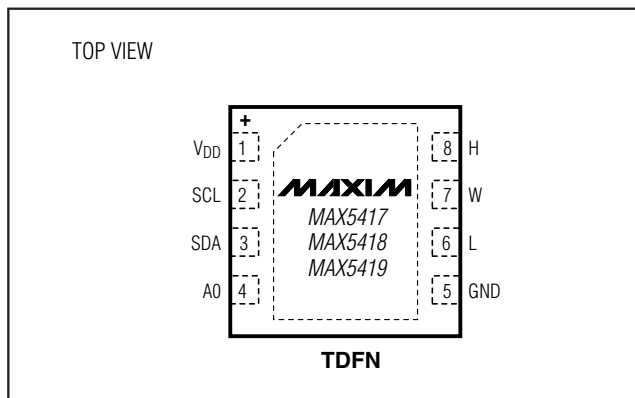 TOP VIEW
+
VDD 1 8 H
SCL 2 7 W
SDA 3 6 L
A0 4 5 GND
MAXIM
MAX5417
MAX5418
MAX5419
TDFN